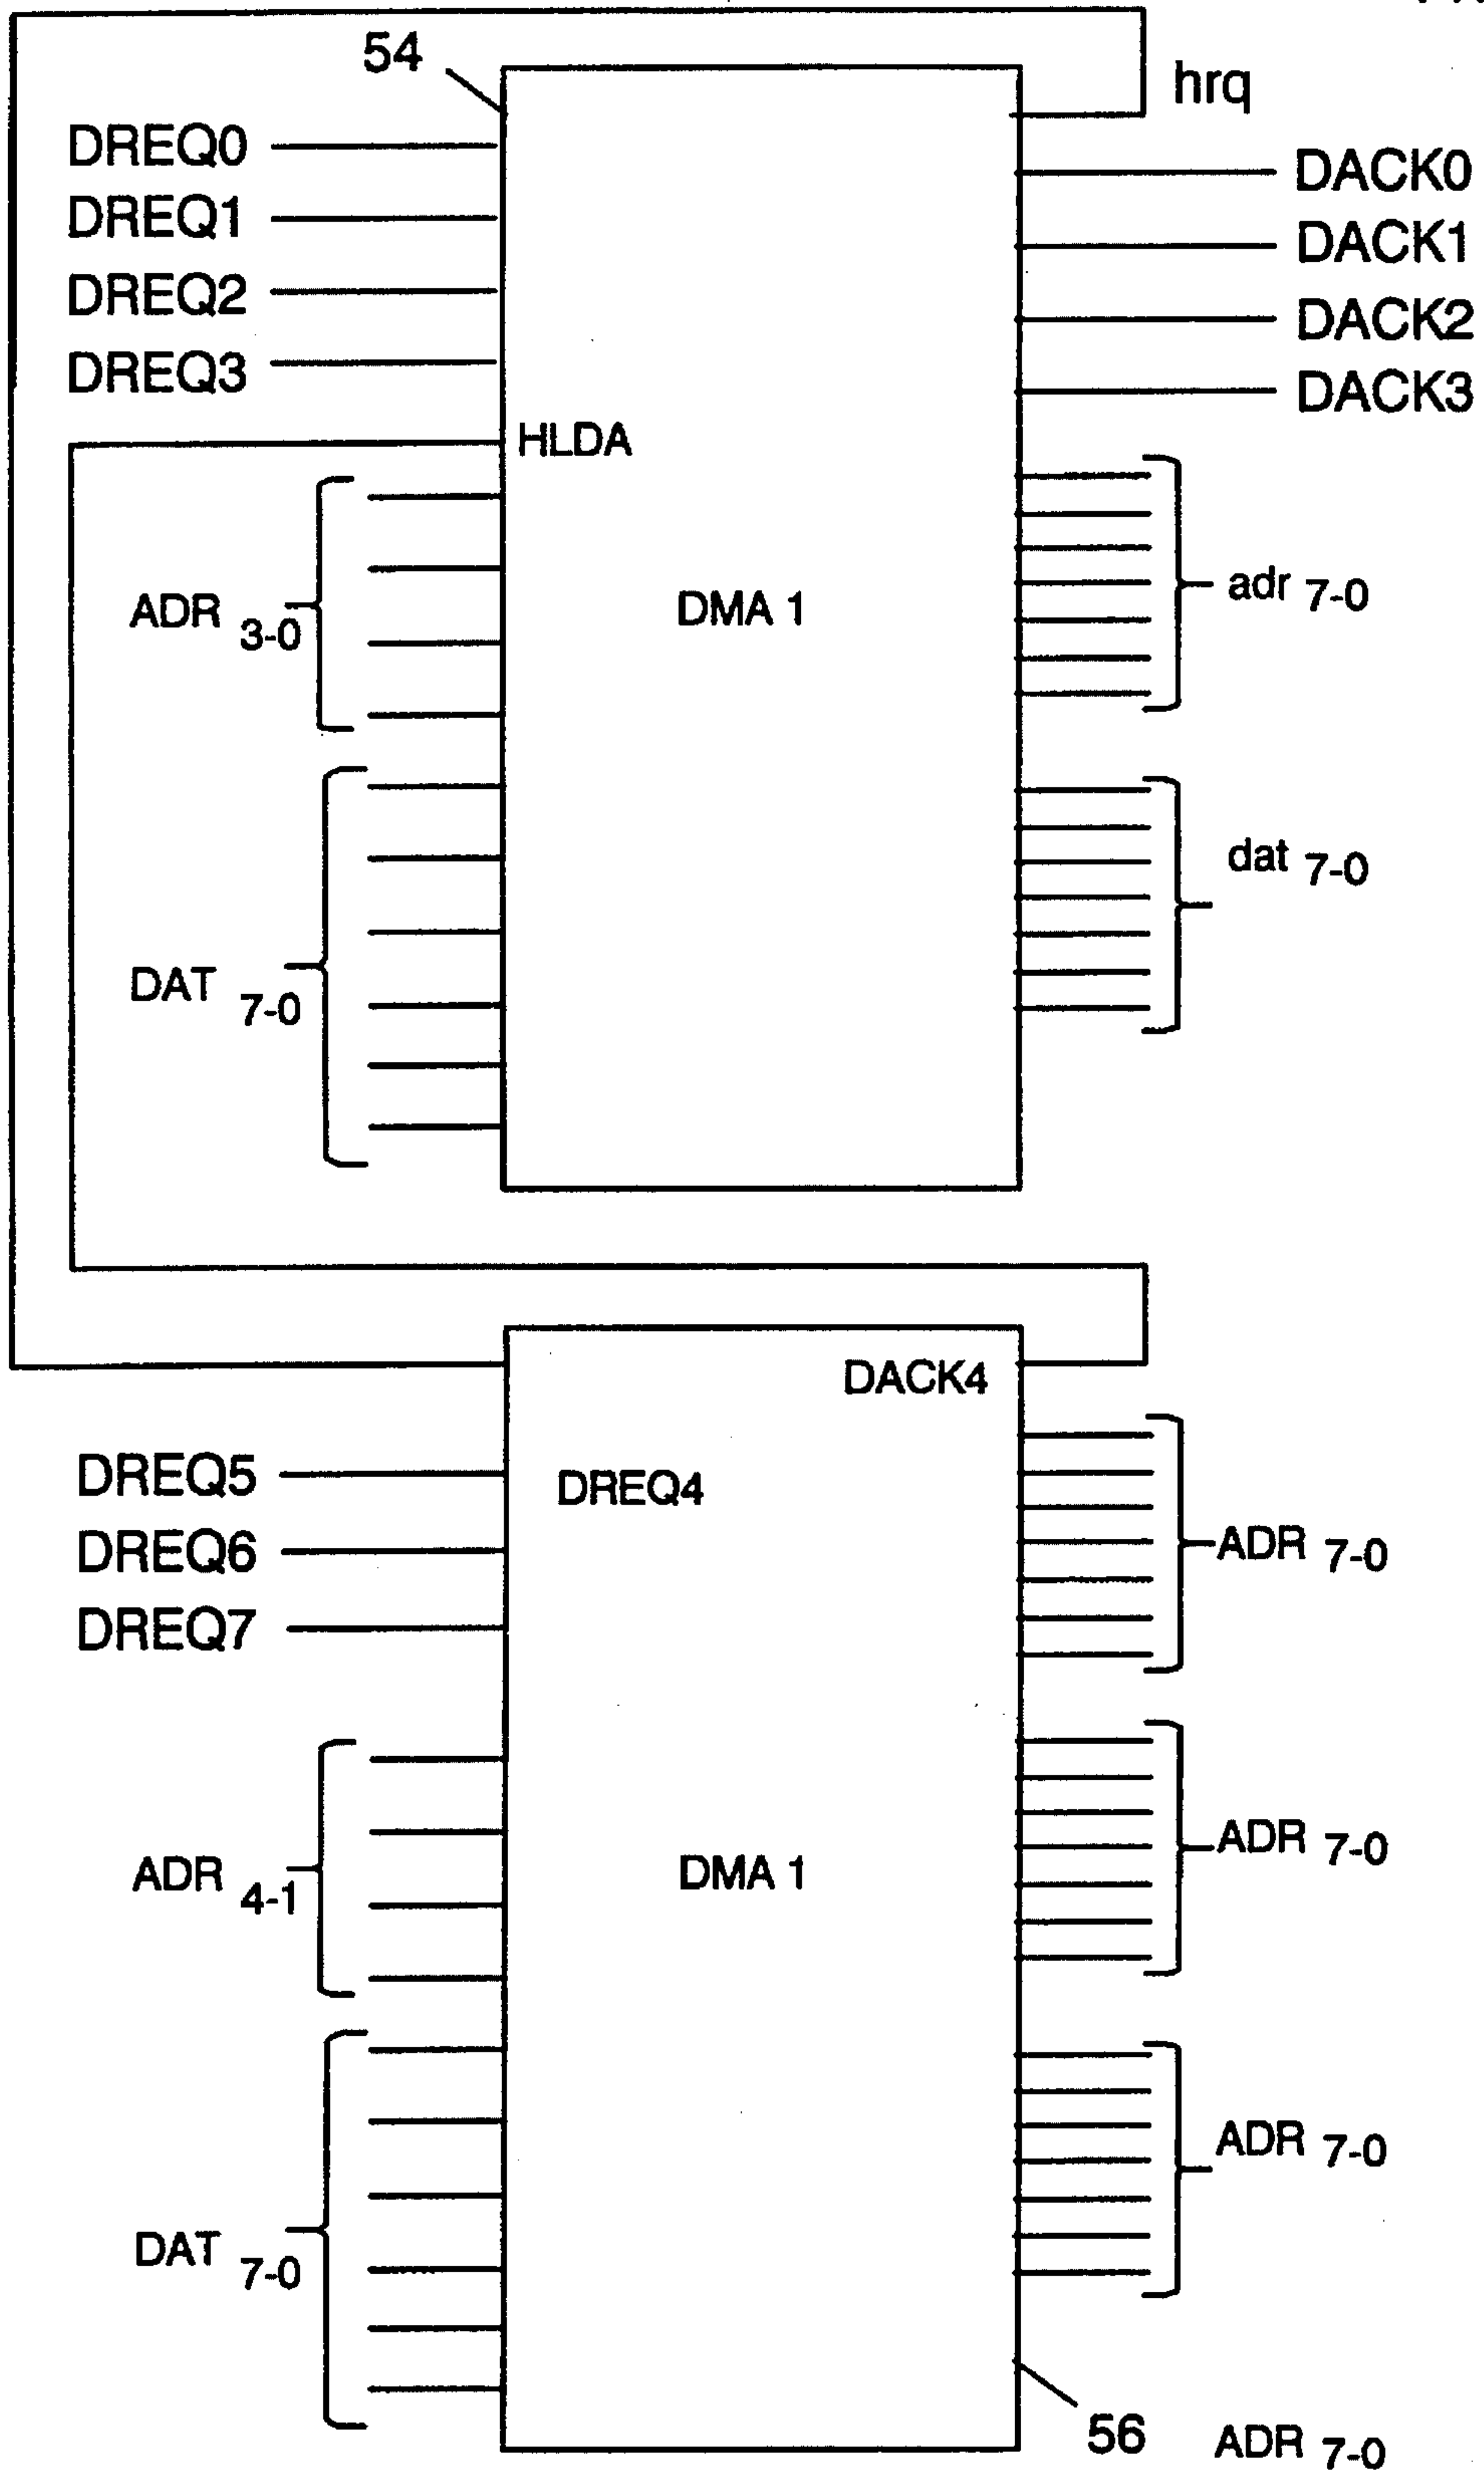 54
hrq
DREQ0
DREQ1
DREQ2
DREQ3
DACK0
DACK1
DACK2
DACK3
HLDA
ADR 3-0
DMA 1
adr 7-0
DAT 7-0
dat 7-0
DACK4
DREQ5
DREQ6
DREQ7
DREQ4
ADR 7-0
ADR 4-1
DMA 1
ADR 7-0
DAT 7-0
ADR 7-0
56
ADR 7-0